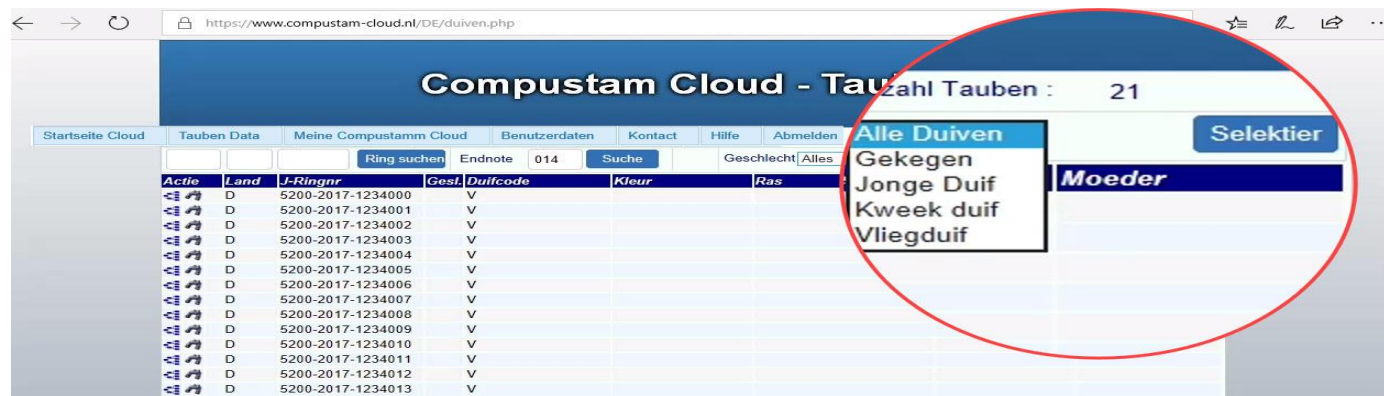 https://www.compustam-cloud.nl/DE/duiven.php
Compustam Cloud - Tau
zahl Tauben : 21
Startseite Cloud Tauben Data Meine Compustamm Cloud Benutzerdaten Kontact Hilfe Abmelden
Alle Duiven Selektier
Gekegen
Jonge Duif
Kweek duif
Vliegduif
Ring suchen Endnote 014 Suche Geschlecht Alles
Actie Land J-Ringnr Gesl. Duifcode Kleur Ras Moeder
D 5200-2017-1234000 V
D 5200-2017-1234001 V
D 5200-2017-1234002 V
D 5200-2017-1234003 V
D 5200-2017-1234004 V
D 5200-2017-1234005 V
D 5200-2017-1234006 V
D 5200-2017-1234007 V
D 5200-2017-1234008 V
D 5200-2017-1234009 V
D 5200-2017-1234010 V
D 5200-2017-1234011 V
D 5200-2017-1234012 V
D 5200-2017-1234013 V